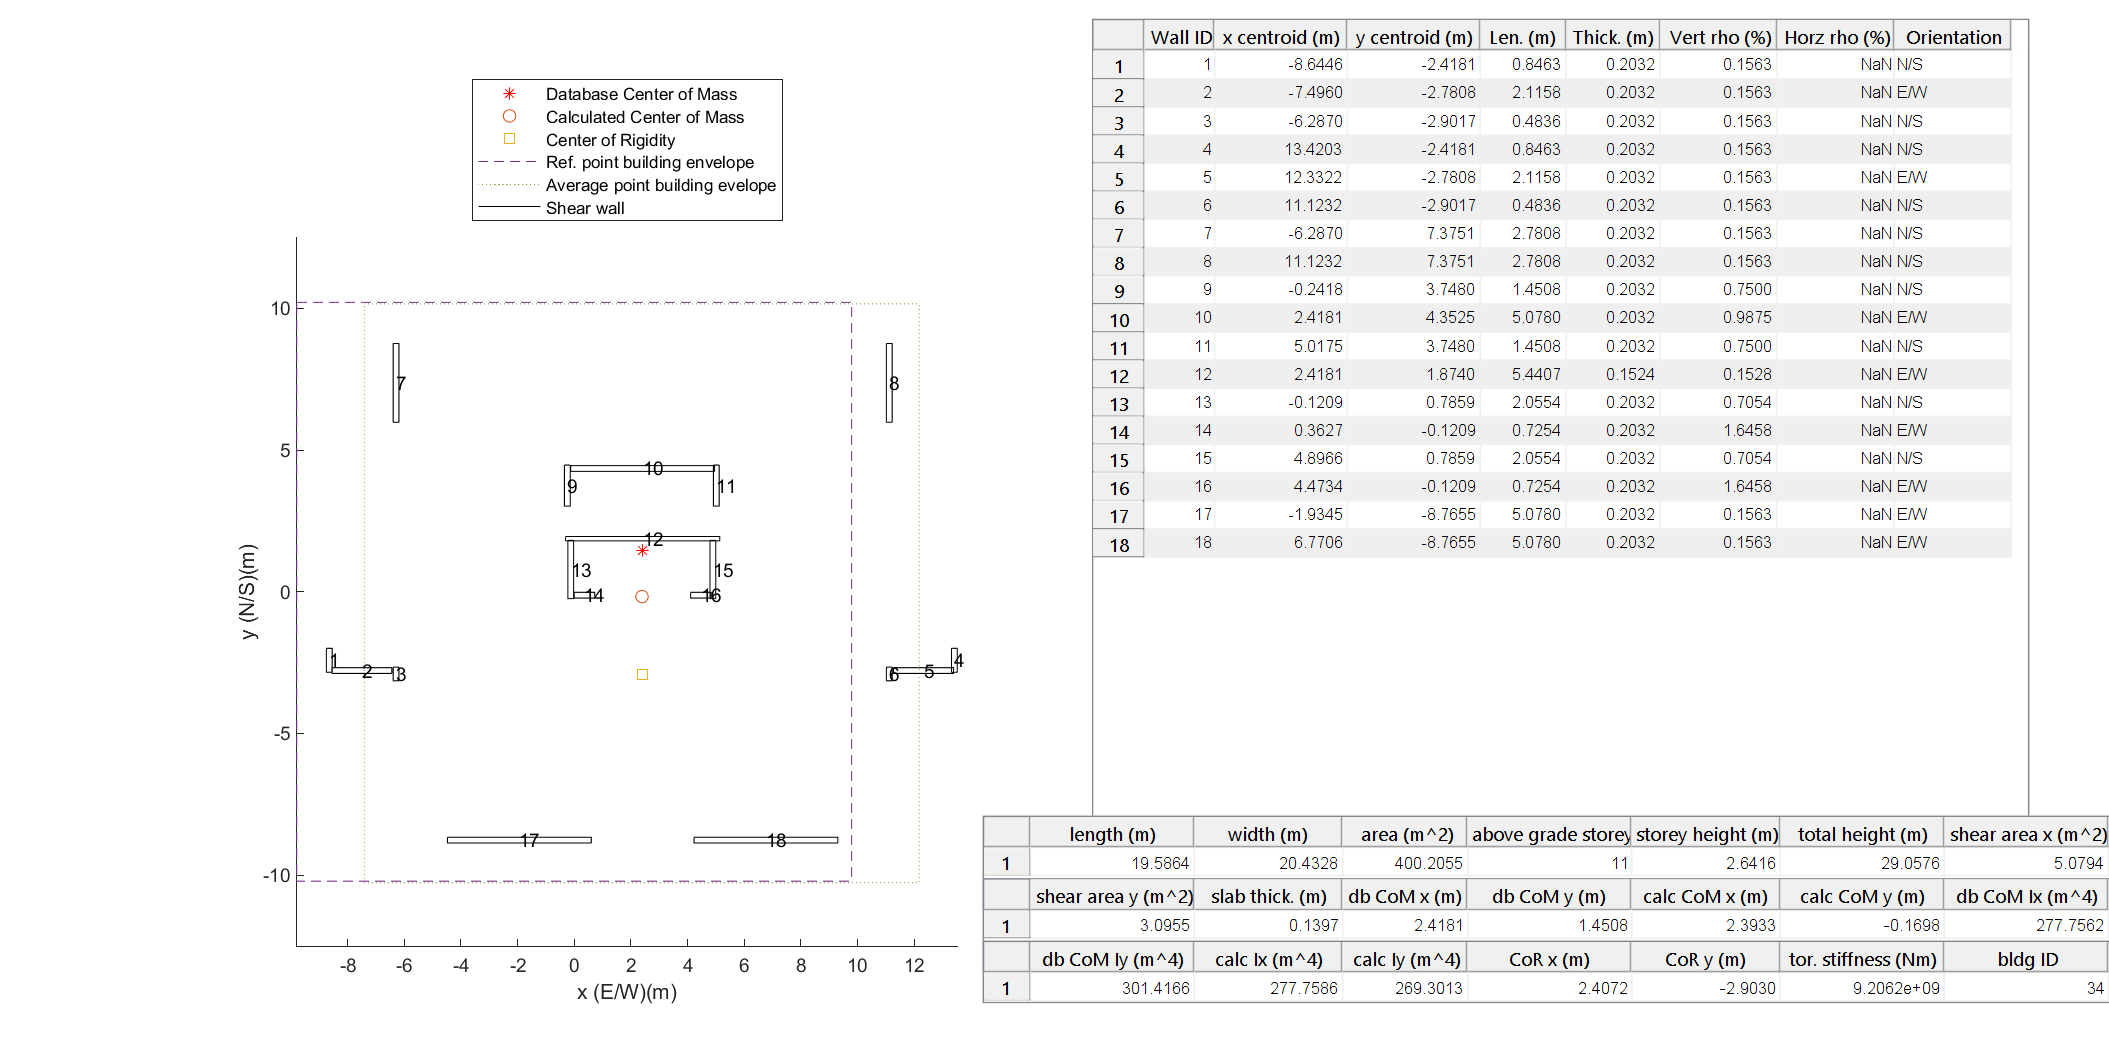 Database Center of Mass
Calculated Center of Mass
Center of Rigidity
Ref. point building envelope
Average point building evelope
Shear wall
10
5
0
-5
-10
y (N/S)(m)
-8 -6 -4 -2 0 2 4 6 8 10 12
x (E/W)(m)
7 8
10
9 11
12
13 15
14 16
1 4
2 3 6 5
17 18
Wall ID x centroid (m) y centroid (m) Len. (m) Thick. (m) Vert rho (%) Horz rho (%) Orientation
1 1 -8.6446 -2.4181 0.8463 0.2032 0.1563 NaN N/S
2 2 -7.4960 -2.7808 2.1158 0.2032 0.1563 NaN E/W
3 3 -6.2870 -2.9017 0.4836 0.2032 0.1563 NaN N/S
4 4 13.4203 -2.4181 0.8463 0.2032 0.1563 NaN N/S
5 5 12.3322 -2.7808 2.1158 0.2032 0.1563 NaN E/W
6 6 11.1232 -2.9017 0.4836 0.2032 0.1563 NaN N/S
7 7 -6.2870 7.3751 2.7808 0.2032 0.1563 NaN N/S
8 8 11.1232 7.3751 2.7808 0.2032 0.1563 NaN N/S
9 9 -0.2418 3.7480 1.4508 0.2032 0.7500 NaN N/S
10 10 2.4181 4.3525 5.0780 0.2032 0.9875 NaN E/W
11 11 5.0175 3.7480 1.4508 0.2032 0.7500 NaN N/S
12 12 2.4181 1.8740 5.4407 0.1524 0.1528 NaN E/W
13 13 -0.1209 0.7859 2.0554 0.2032 0.7054 NaN N/S
14 14 0.3627 -0.1209 0.7254 0.2032 1.6458 NaN E/W
15 15 4.8966 0.7859 2.0554 0.2032 0.7054 NaN N/S
16 16 4.4734 -0.1209 0.7254 0.2032 1.6458 NaN E/W
17 17 -1.9345 -8.7655 5.0780 0.2032 0.1563 NaN E/W
18 18 6.7706 -8.7655 5.0780 0.2032 0.1563 NaN E/W
length (m) width (m) area (m^2) above grade storey storey height (m) total height (m) shear area x (m^2)
1 19.5864 20.4328 400.2055 11 2.6416 29.0576 5.0794
shear area y (m^2) slab thick. (m) db CoM x (m) db CoM y (m) calc CoM x (m) calc CoM y (m) db CoM Ix (m^4)
1 3.0955 0.1397 2.4181 1.4508 2.3933 -0.1698 277.7562
db CoM Iy (m^4) calc Ix (m^4) calc Iy (m^4) CoR x (m) CoR y (m) tor. stiffness (Nm) bldg ID
1 301.4166 277.7586 269.3013 2.4072 -2.9030 9.2062e+09 34